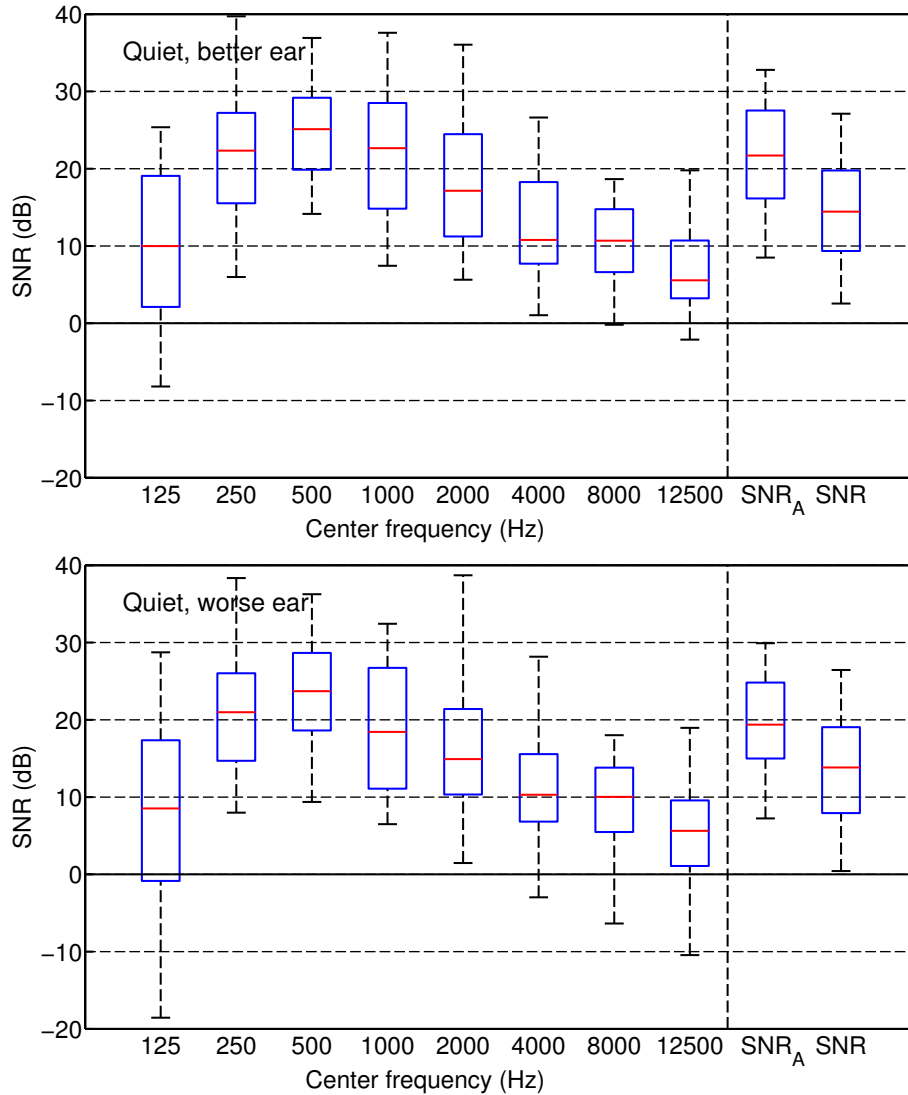 40
Quiet, better ear
30
20
10
0
−10
−20
SNR (dB)
125 250 500 1000 2000 4000 8000 12500 SNR_A SNR
Center frequency (Hz)
40
Quiet, worse ear
30
20
10
0
−10
−20
SNR (dB)
125 250 500 1000 2000 4000 8000 12500 SNR_A SNR
Center frequency (Hz)